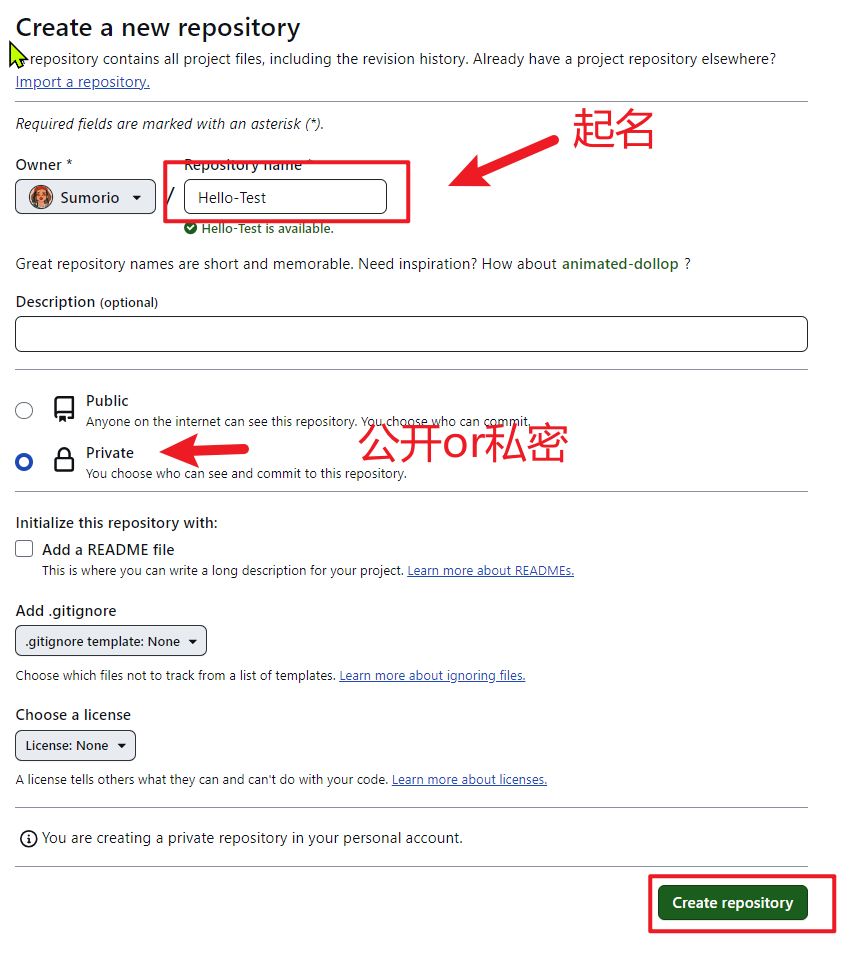 Create a new repository
repository contains all project files, including the revision history. Already have a project repository elsewhere?
Import a repository.
Required fields are marked with an asterisk (*).
起名
Owner *
Repository name *
Sumorio
/
Hello-Test
Hello-Test is available.
Great repository names are short and memorable. Need inspiration? How about animated-dollop ?
Description (optional)
Public
Anyone on the internet can see this repository. You choose who can commit.
Private
公开or私密
You choose who can see and commit to this repository.
Initialize this repository with:
Add a README file
This is where you can write a long description for your project. Learn more about READMEs.
Add .gitignore
.gitignore template: None
Choose which files not to track from a list of templates. Learn more about ignoring files.
Choose a license
License: None
A license tells others what they can and can't do with your code. Learn more about licenses.
You are creating a private repository in your personal account.
Create repository